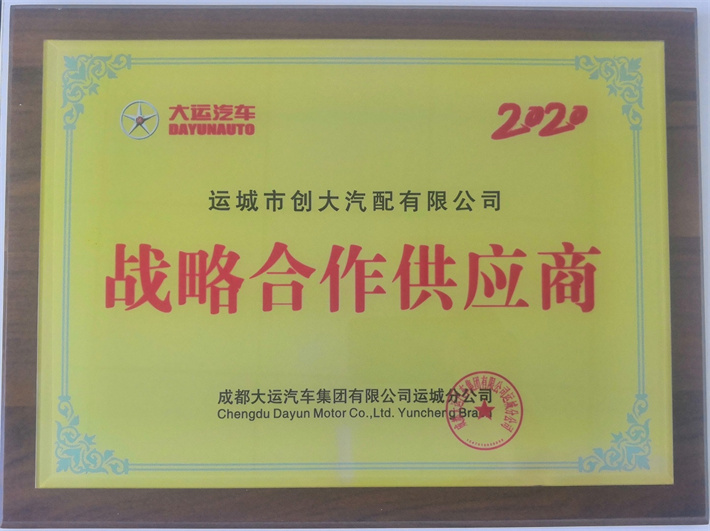 大运汽车
DAYUNAUTO
2020
运城市创大汽配有限公司
战略合作供应商
成都大运汽车集团有限公司运城分公司
Chengdu Dayun Motor Co.,Ltd. Yuncheng